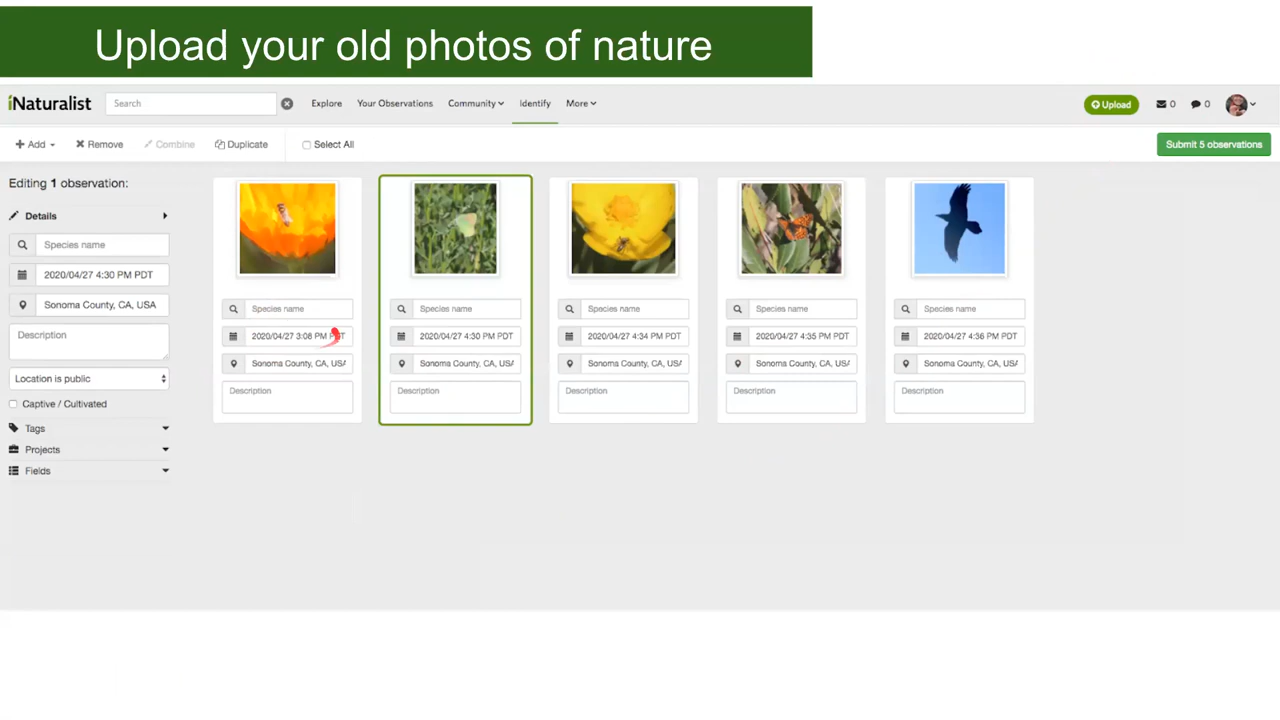 Upload your old photos of nature
iNaturalist Search Explore Your Observations Community Identify More Upload 0 0
Add Remove Combine Duplicate Select All Submit 5 observations
Editing 1 observation:
Details
Species name
2020/04/27 4:30 PM PDT
Sonoma County, CA, USA
Description
Location is public
Captive / Cultivated
Tags
Projects
Fields
Species name
2020/04/27 3:08 PM PDT
Sonoma County, CA, USA
Description
Species name
2020/04/27 4:30 PM PDT
Sonoma County, CA, USA
Description
Species name
2020/04/27 4:34 PM PDT
Sonoma County, CA, USA
Description
Species name
2020/04/27 4:35 PM PDT
Sonoma County, CA, USA
Description
Species name
2020/04/27 4:36 PM PDT
Sonoma County, CA, USA
Description